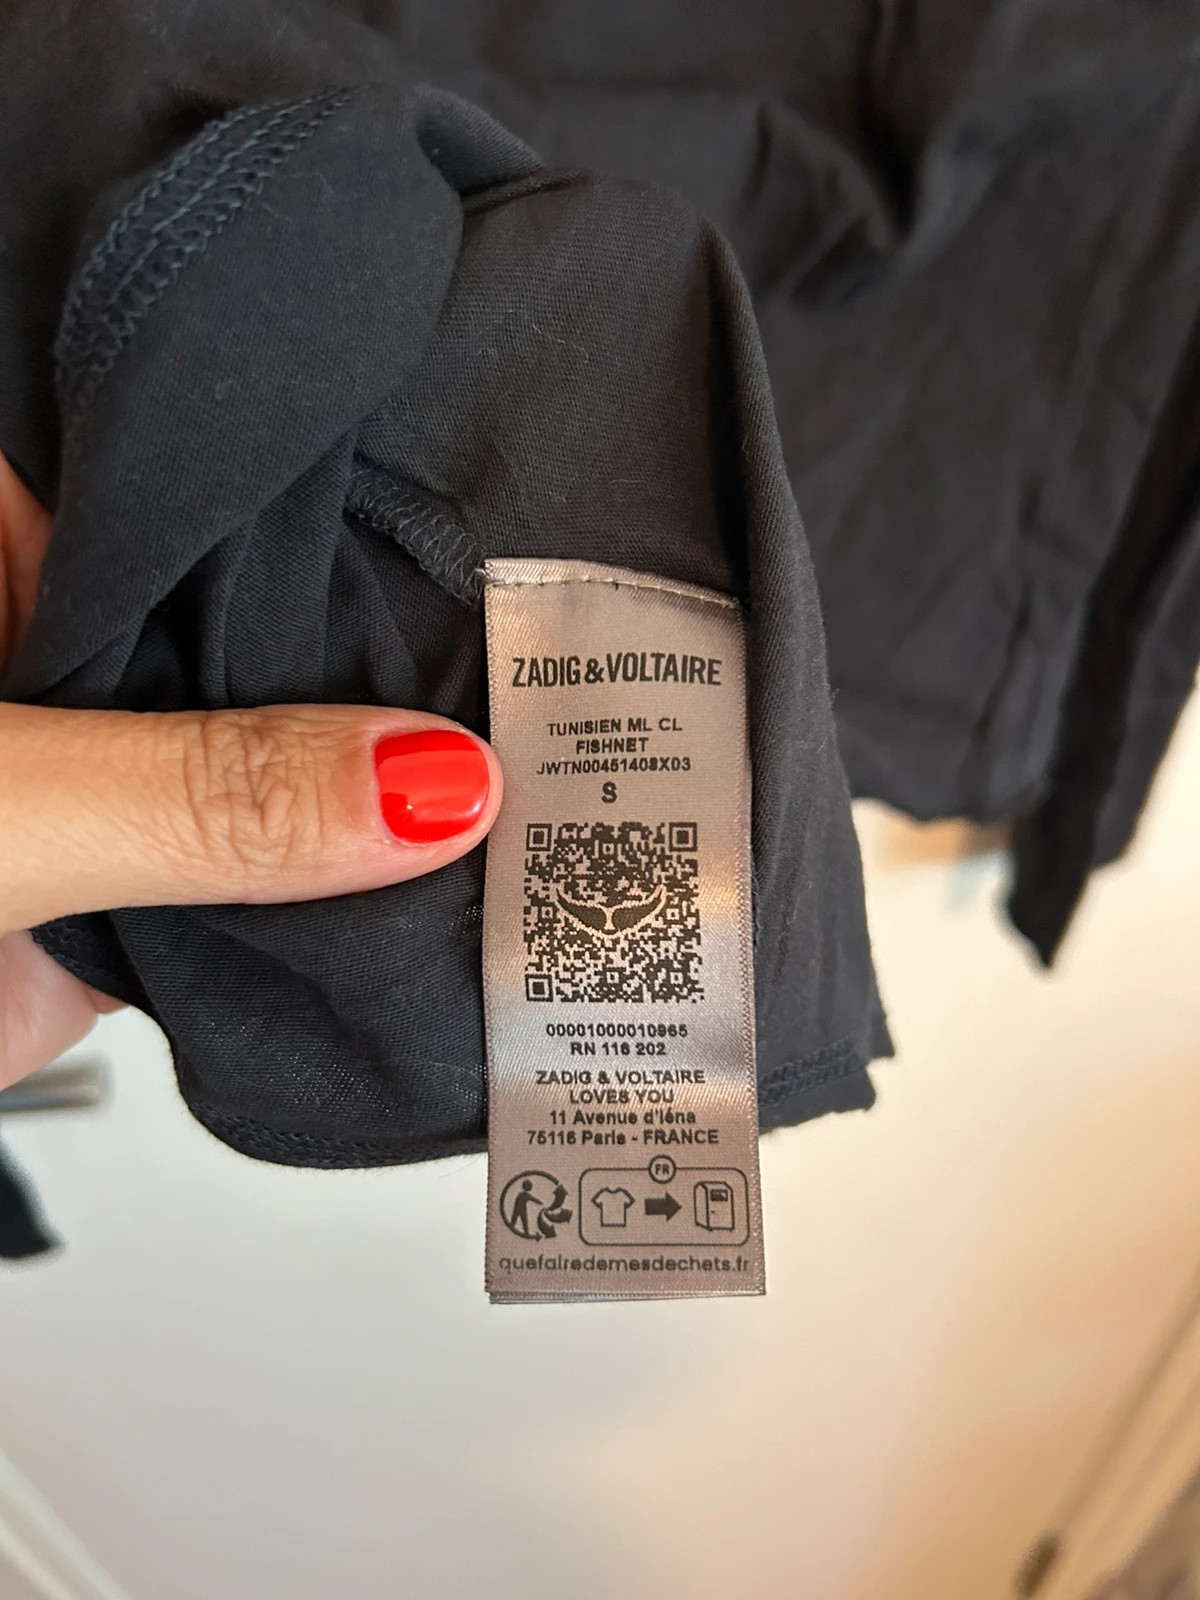 ZADIG&VOLTAIRE
TUNISIEN ML CL
FISHNET
JWTN00451408X03
S
00001000010965
RN 116 202
ZADIG & VOLTAIRE
LOVES YOU
11 Avenue d'Iéna
75116 Paris - FRANCE
FR
quefairedemesdechets.fr